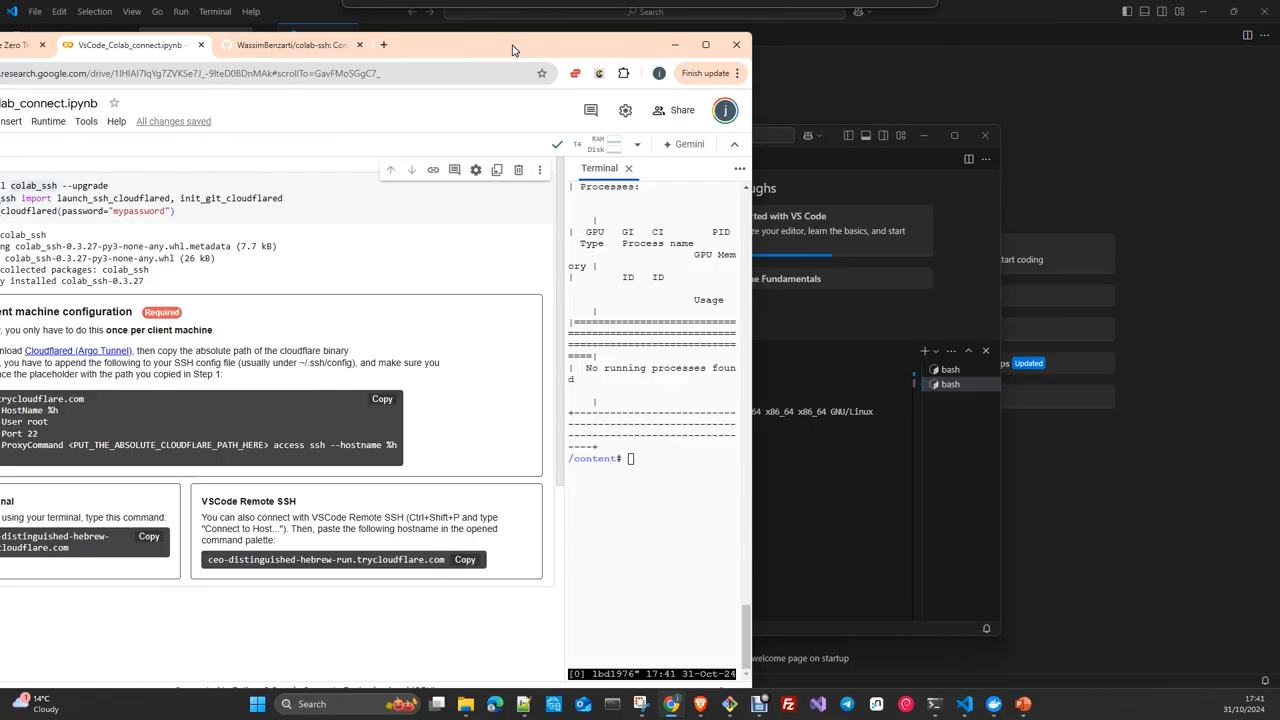 File Edit Selection View Go Run Terminal Help
Search
e Zero Tr
VsCode_Colab_connect.ipynb -
WassimBenzarti/colab-ssh: Con
Finish update
lab_connect.ipynb
Share
j
nsert Runtime Tools Help All changes saved
T4
RAM
Disk
Gemini
Terminal
l colab_ssh --upgrade
ssh import launch_ssh_cloudflared, init_git_cloudflared
cloudflared(password="mypassword")
colab_ssh
ng colab_ssh-0.3.27-py3-none-any.whl.metadata (7.7 kB)
colab_ssh-0.3.27-py3-none-any.whl (26 kB)
collected packages: colab_ssh
y installed colab_ssh-0.3.27
ent machine configuration Required
, you only have to do this once per client machine.
nload Cloudflared (Argo Tunnel), then copy the absolute path of the cloudflare binary
, you have to append the following to your SSH config file (usually under ~/.ssh/config), and make sure you
ce the placeholder with the path you copied in Step 1:
trycloudflare.com
Copy
HostName %h
User root
Port 22
ProxyCommand <PUT_THE_ABSOLUTE_CLOUDFLARE_PATH_HERE> access ssh --hostname %h
nal
using your terminal, type this command:
-distinguished-hebrew-
cloudflare.com
Copy
VSCode Remote SSH
You can also connect with VSCode Remote SSH (Ctrl+Shift+P and type
"Connect to Host..."). Then, paste the following hostname in the opened
command palette:
ceo-distinguished-hebrew-run.trycloudflare.com Copy
| Processes:
|
| GPU GI CI PID
Type Process name
GPU Mem
ory |
| ID ID
Usage
|
|==========================
===========================
===========================
====|
| No running processes foun
d
|
+--------------------------
---------------------------
---------------------------
----+
/content#
[0] 1bd1976" 17:41 31-Oct-24
ughs
rted with VS Code
ize your editor, learn the basics, and start
ne Fundamentals
tart coding
ps Updated
bash
bash
64 x86_64 x86_64 GNU/Linux
welcome page on startup
14°C
Cloudy
Search
17:41
31/10/2024